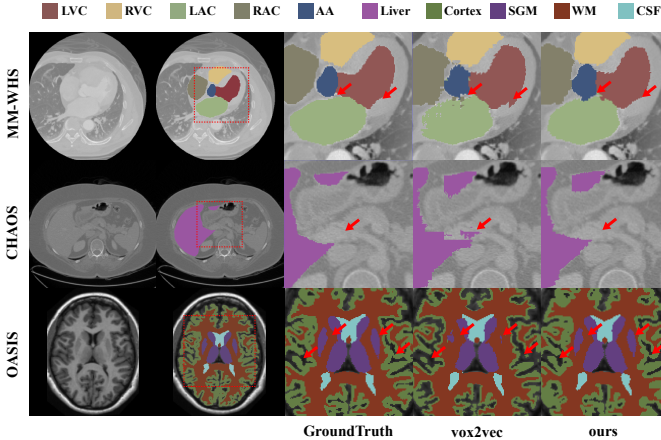 LVC RVC LAC RAC AA Liver Cortex SGM WM CSF
MM-WHS
CHAOS
OASIS
GroundTruth vox2vec ours